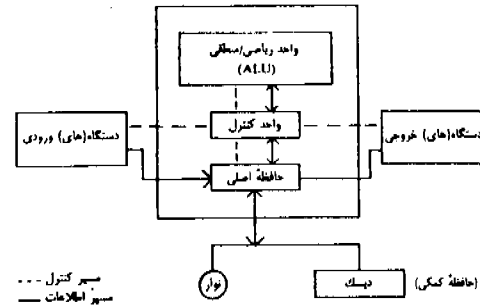 واحد ریاضی/منطقی
(ALU)
واحد کنترل
دستگاه(های) ورودی
دستگاه(های) خروجی
حافظهٔ اصلی
نوار
دیسك
(حافظهٔ کمکی)
مسیر کنترل
مسیر اطلاعات